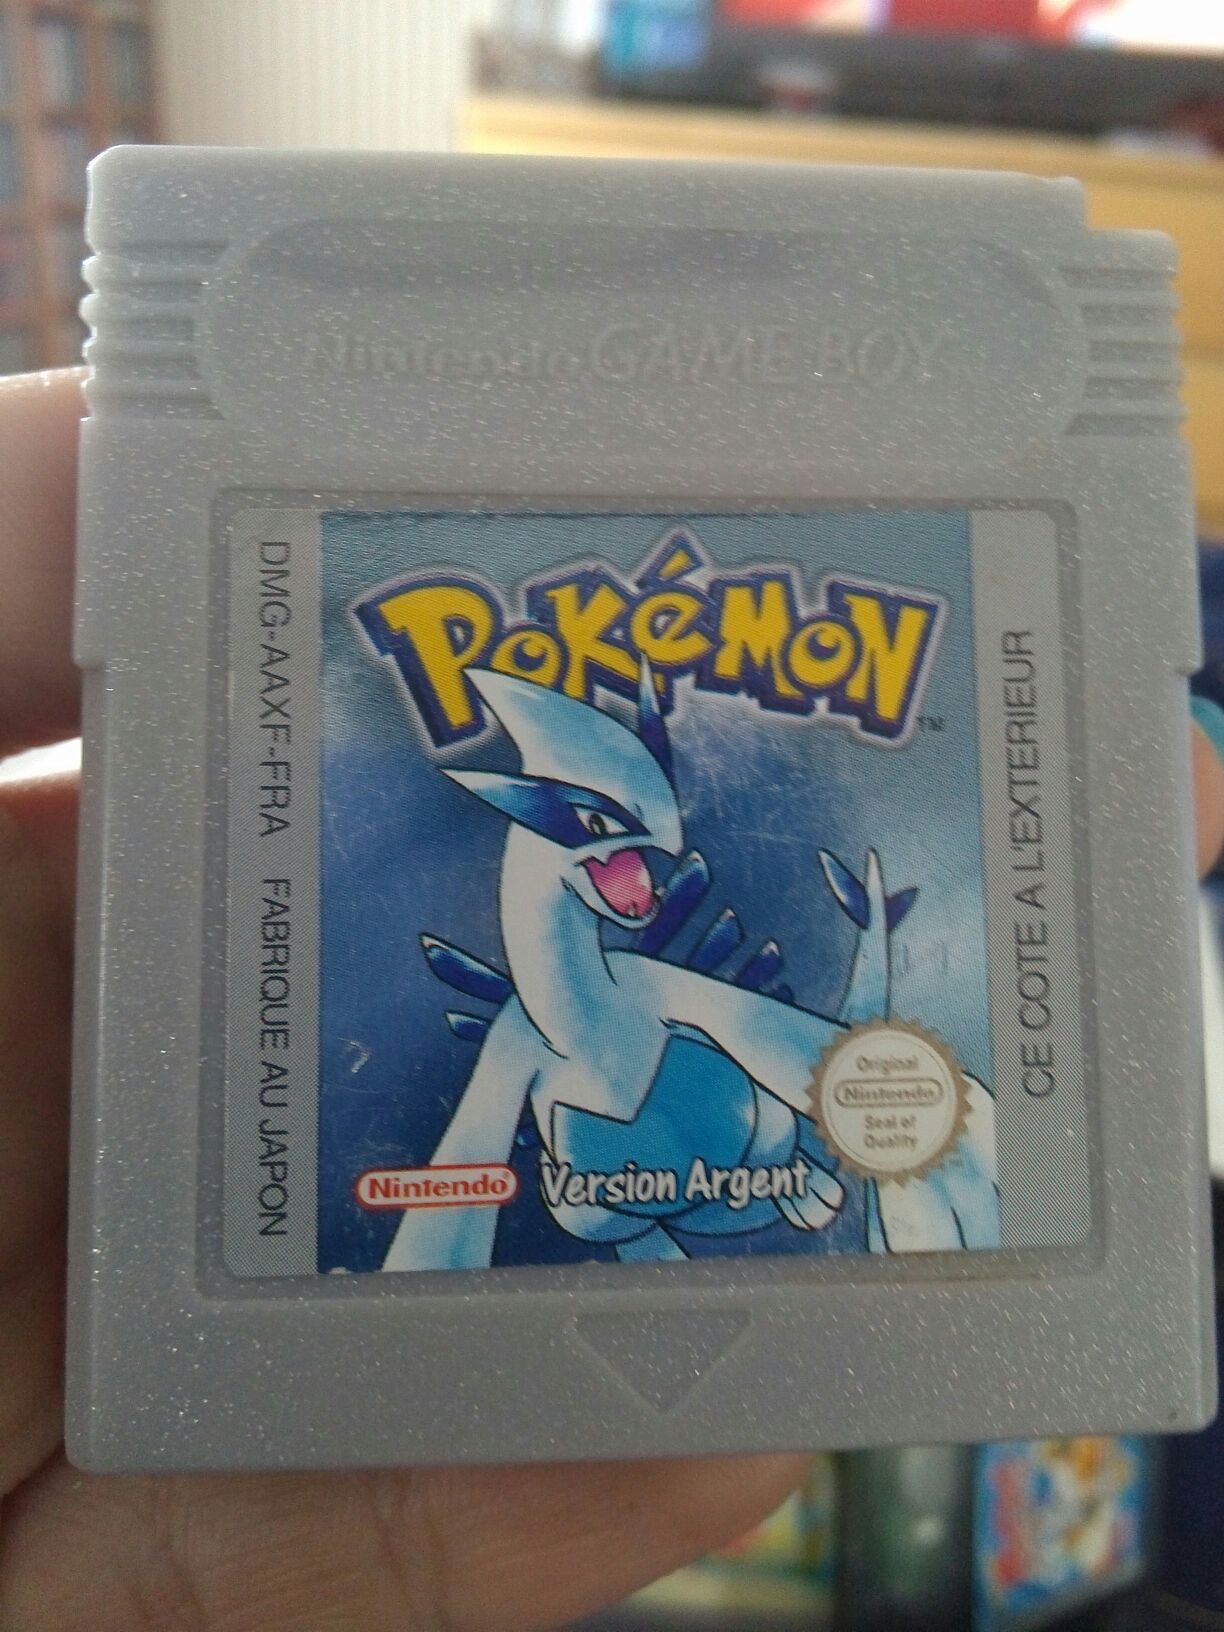 Nintendo GAME BOY
DMG-AAXF-FRA FABRIQUE AU JAPON
POKéMON
TM
CE COTE A L'EXTERIEUR
Original
Nintendo
Seal of
Quality
Nintendo®
Version Argent